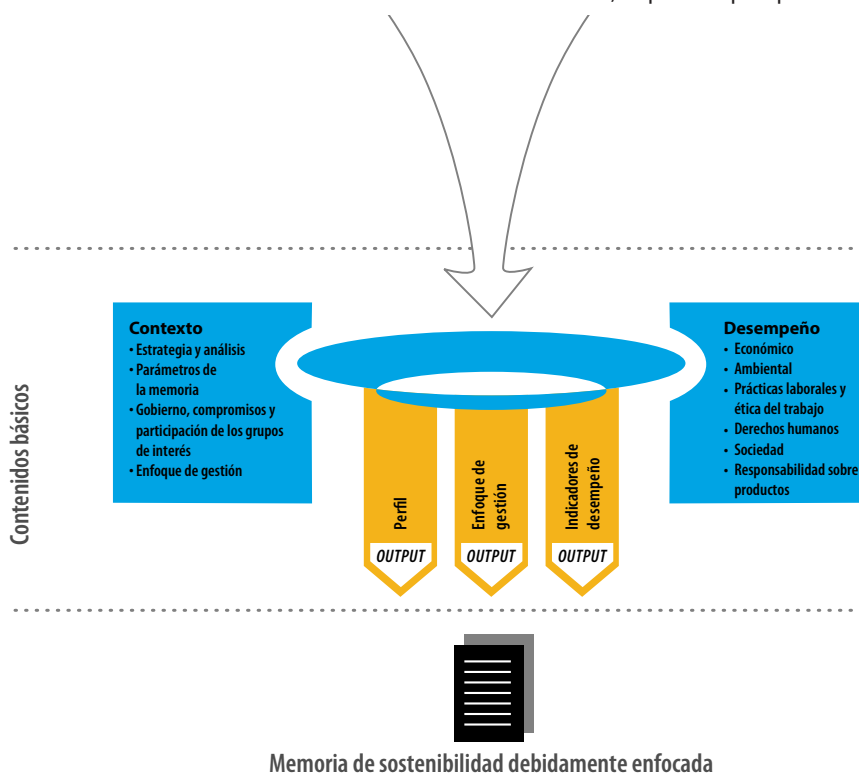 Contenidos básicos
Contexto
• Estrategia y análisis
• Parámetros de
la memoria
• Gobierno, compromisos y
participación de los grupos
de interés
• Enfoque de gestión
Perfil
OUTPUT
Enfoque de
gestión
OUTPUT
Indicadores de
desempeño
OUTPUT
Desempeño
• Económico
• Ambiental
• Prácticas laborales y
ética del trabajo
• Derechos humanos
• Sociedad
• Responsabilidad sobre
productos
Memoria de sostenibilidad debidamente enfocada